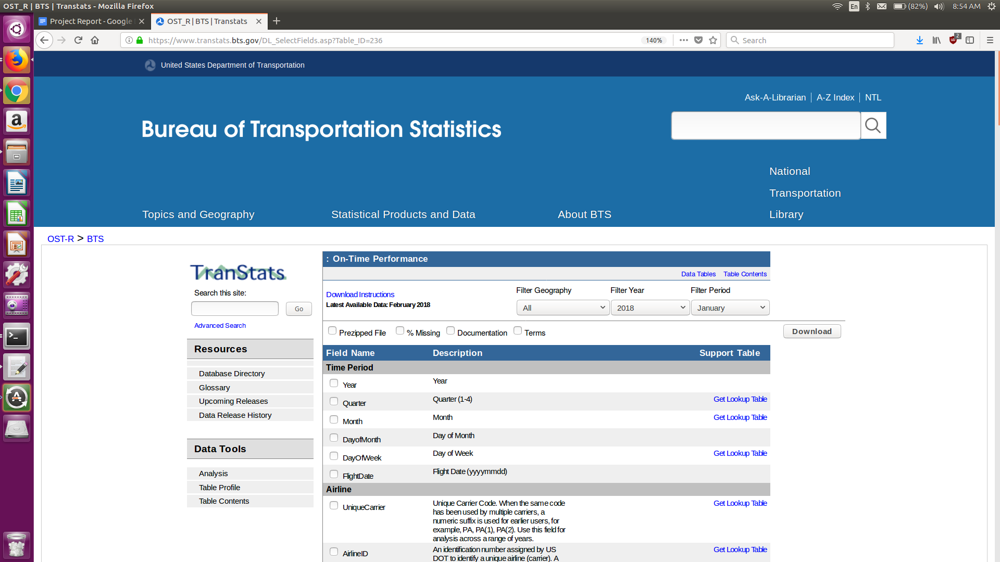 OST_R | BTS | Transtats - Mozilla Firefox
En
(82%)
8:54 AM
Project Report - Google
OST_R | BTS | Transtats
https://www.transtats.bts.gov/DL_SelectFields.asp?Table_ID=236
140%
Search
2
United States Department of Transportation
Ask-A-Librarian | A-Z Index | NTL
Bureau of Transportation Statistics
Topics and Geography
Statistical Products and Data
About BTS
National
Transportation
Library
OST-R > BTS
TranStats
Search this site:
Go
Advanced Search
Resources
Database Directory
Glossary
Upcoming Releases
Data Release History
Data Tools
Analysis
Table Profile
Table Contents
: On-Time Performance
Data Tables Table Contents
Download Instructions
Latest Available Data: February 2018
Filter Geography Filter Year Filter Period
All 2018 January
Prezipped File % Missing Documentation Terms
Download
Field Name Description Support Table
Time Period
Year Year
Quarter Quarter (1-4) Get Lookup Table
Month Month Get Lookup Table
DayofMonth Day of Month
DayOfWeek Day of Week Get Lookup Table
FlightDate Flight Date (yyyymmdd)
Airline
UniqueCarrier Unique Carrier Code. When the same code Get Lookup Table
has been used by multiple carriers, a
numeric suffix is used for earlier users, for
example, PA, PA(1), PA(2). Use this field for
analysis across a range of years.
AirlineID An identification number assigned by US Get Lookup Table
DOT to identify a unique airline (carrier). A